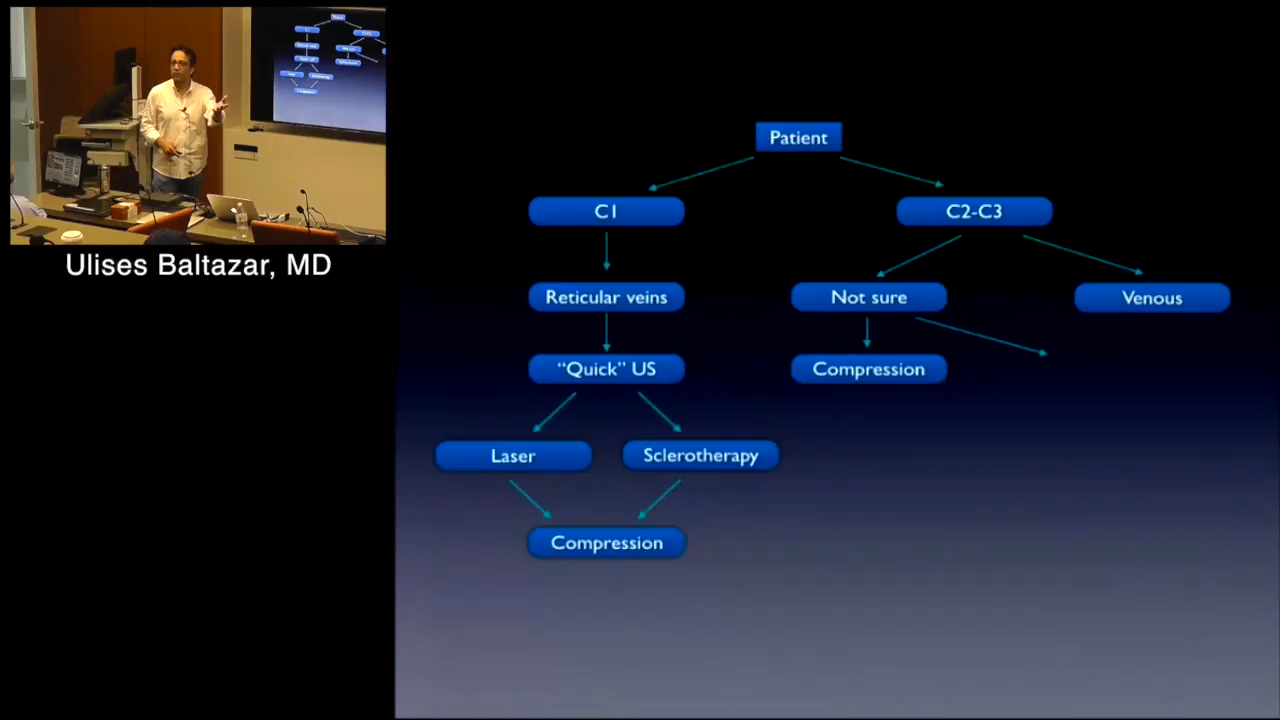 Patient
C1
C2-C3
Reticular veins
Not sure
Venous
“Quick” US
Compression
Laser
Sclerotherapy
Compression
Ulises Baltazar, MD